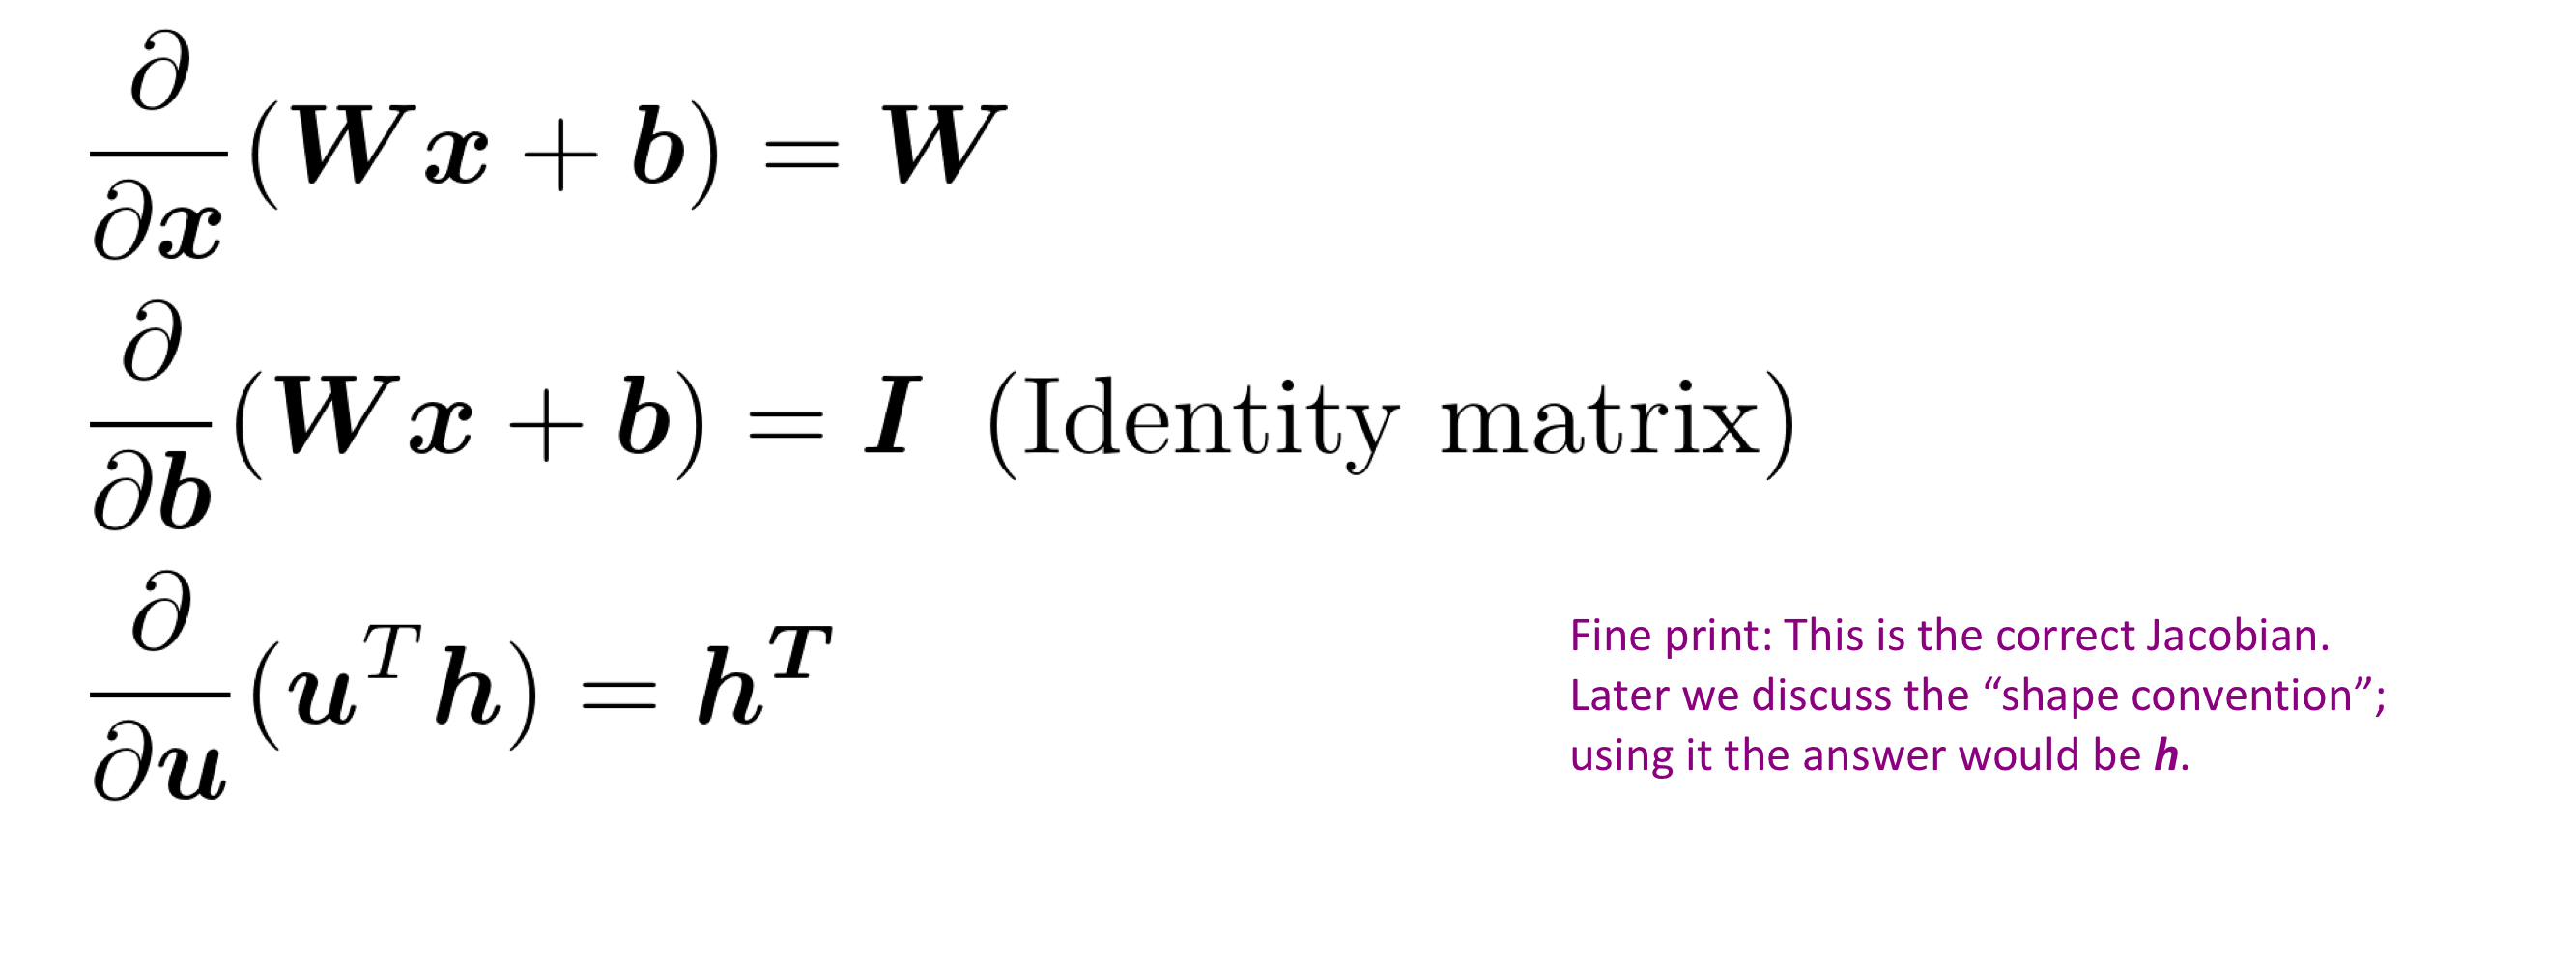 $\frac{\partial}{\partial \boldsymbol{x}}(\boldsymbol{W}\boldsymbol{x} + \boldsymbol{b}) = \boldsymbol{W}$
$\frac{\partial}{\partial \boldsymbol{b}}(\boldsymbol{W}\boldsymbol{x} + \boldsymbol{b}) = \boldsymbol{I}$ (Identity matrix)
$\frac{\partial}{\partial \boldsymbol{u}}(\boldsymbol{u}^T\boldsymbol{h}) = \boldsymbol{h}^{\boldsymbol{T}}$
Fine print: This is the correct Jacobian.
Later we discuss the “shape convention”;
using it the answer would be h.